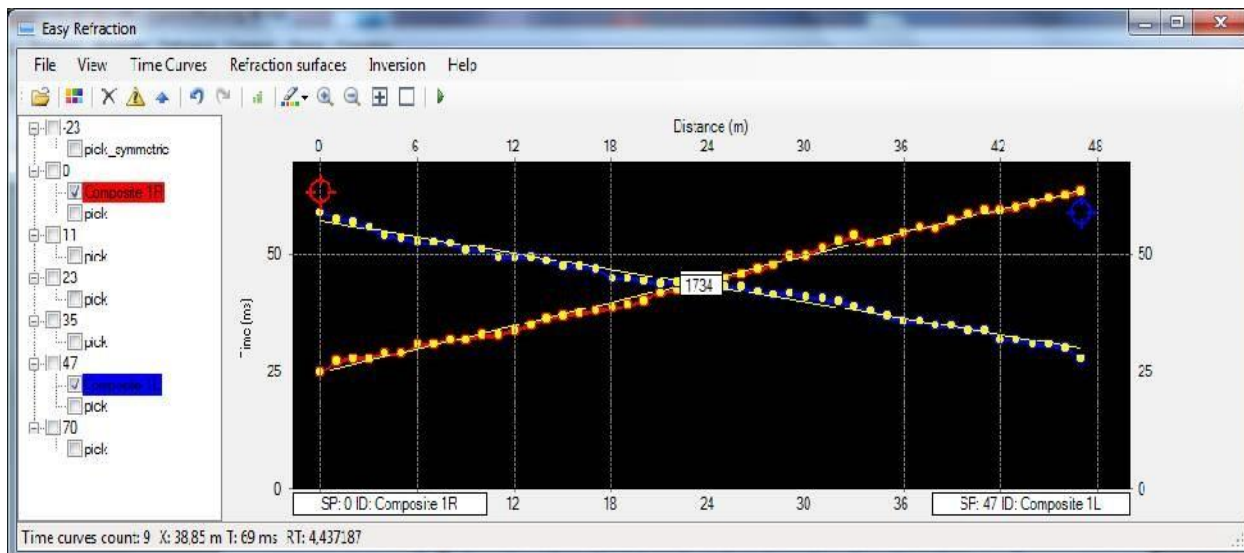 Easy Refraction
File View Time Curves Refraction surfaces Inversion Help
-23
pick_symmetric
0
Composite 1R
pick
11
pick
23
pick
35
pick
47
Composite 1L
pick
70
pick
Distance (m)
0 6 12 18 24 30 36 42 48
50 50
1734
Time (ms)
25 25
0 0
SP: 0 ID: Composite 1R 12 18 24 30 36 SP: 47 ID: Composite 1L
Time curves count: 9 X: 38,85 m T: 69 ms RT: 4,437187